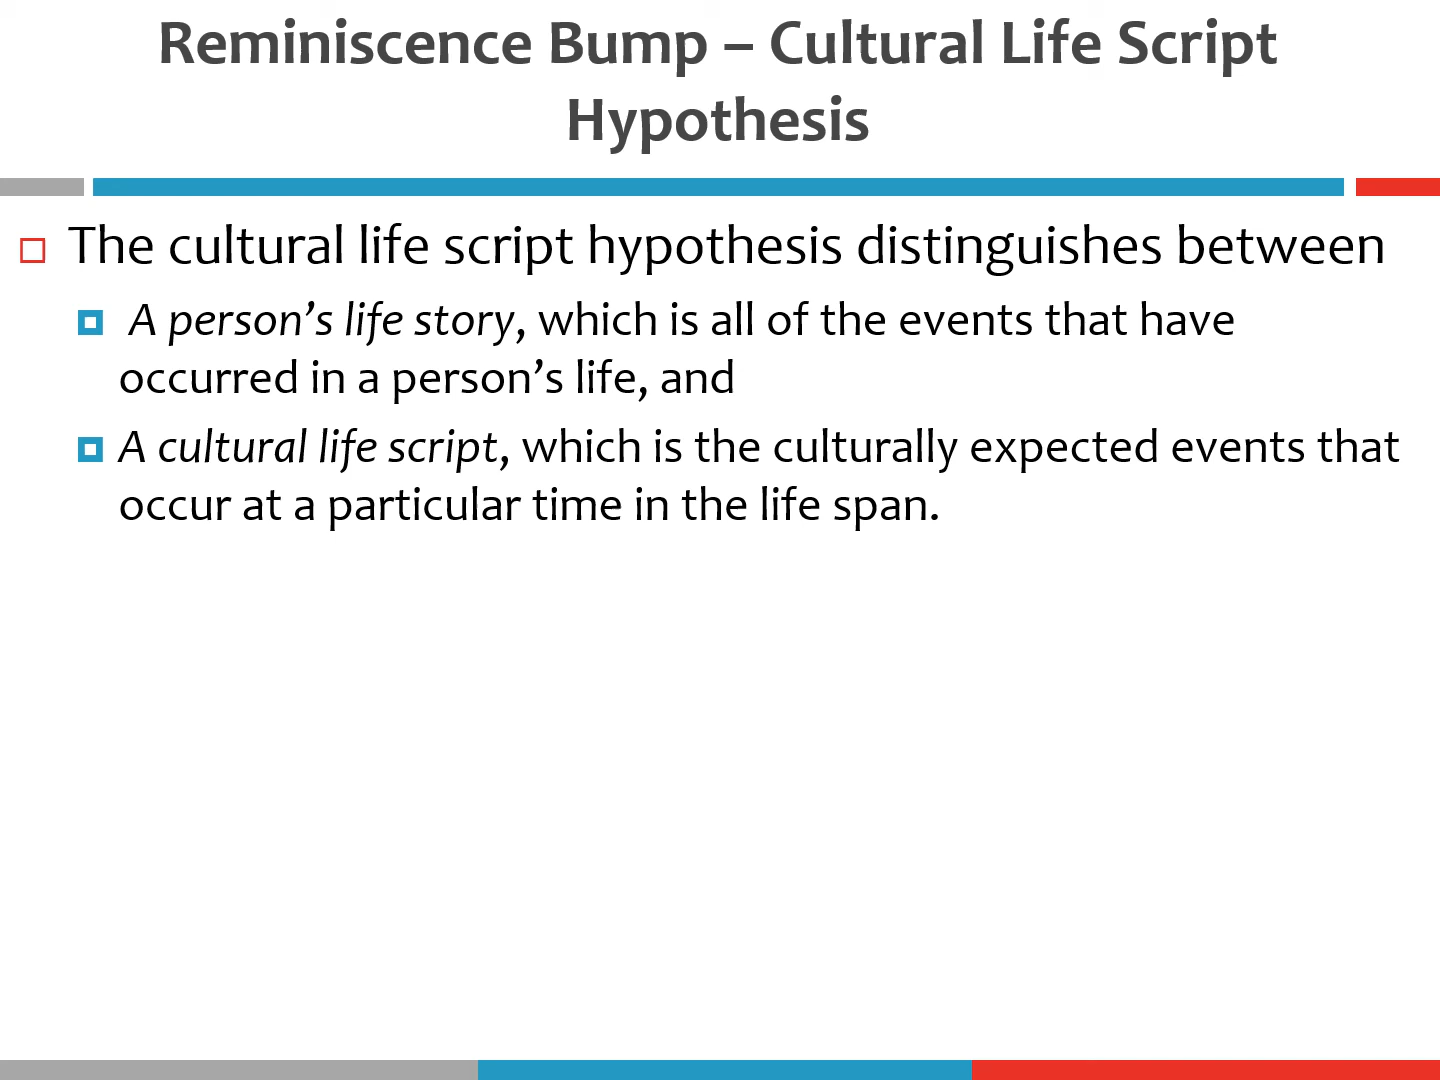 Reminiscence Bump – Cultural Life Script
Hypothesis
The cultural life script hypothesis distinguishes between
A person’s life story, which is all of the events that have
occurred in a person’s life, and
A cultural life script, which is the culturally expected events that
occur at a particular time in the life span.